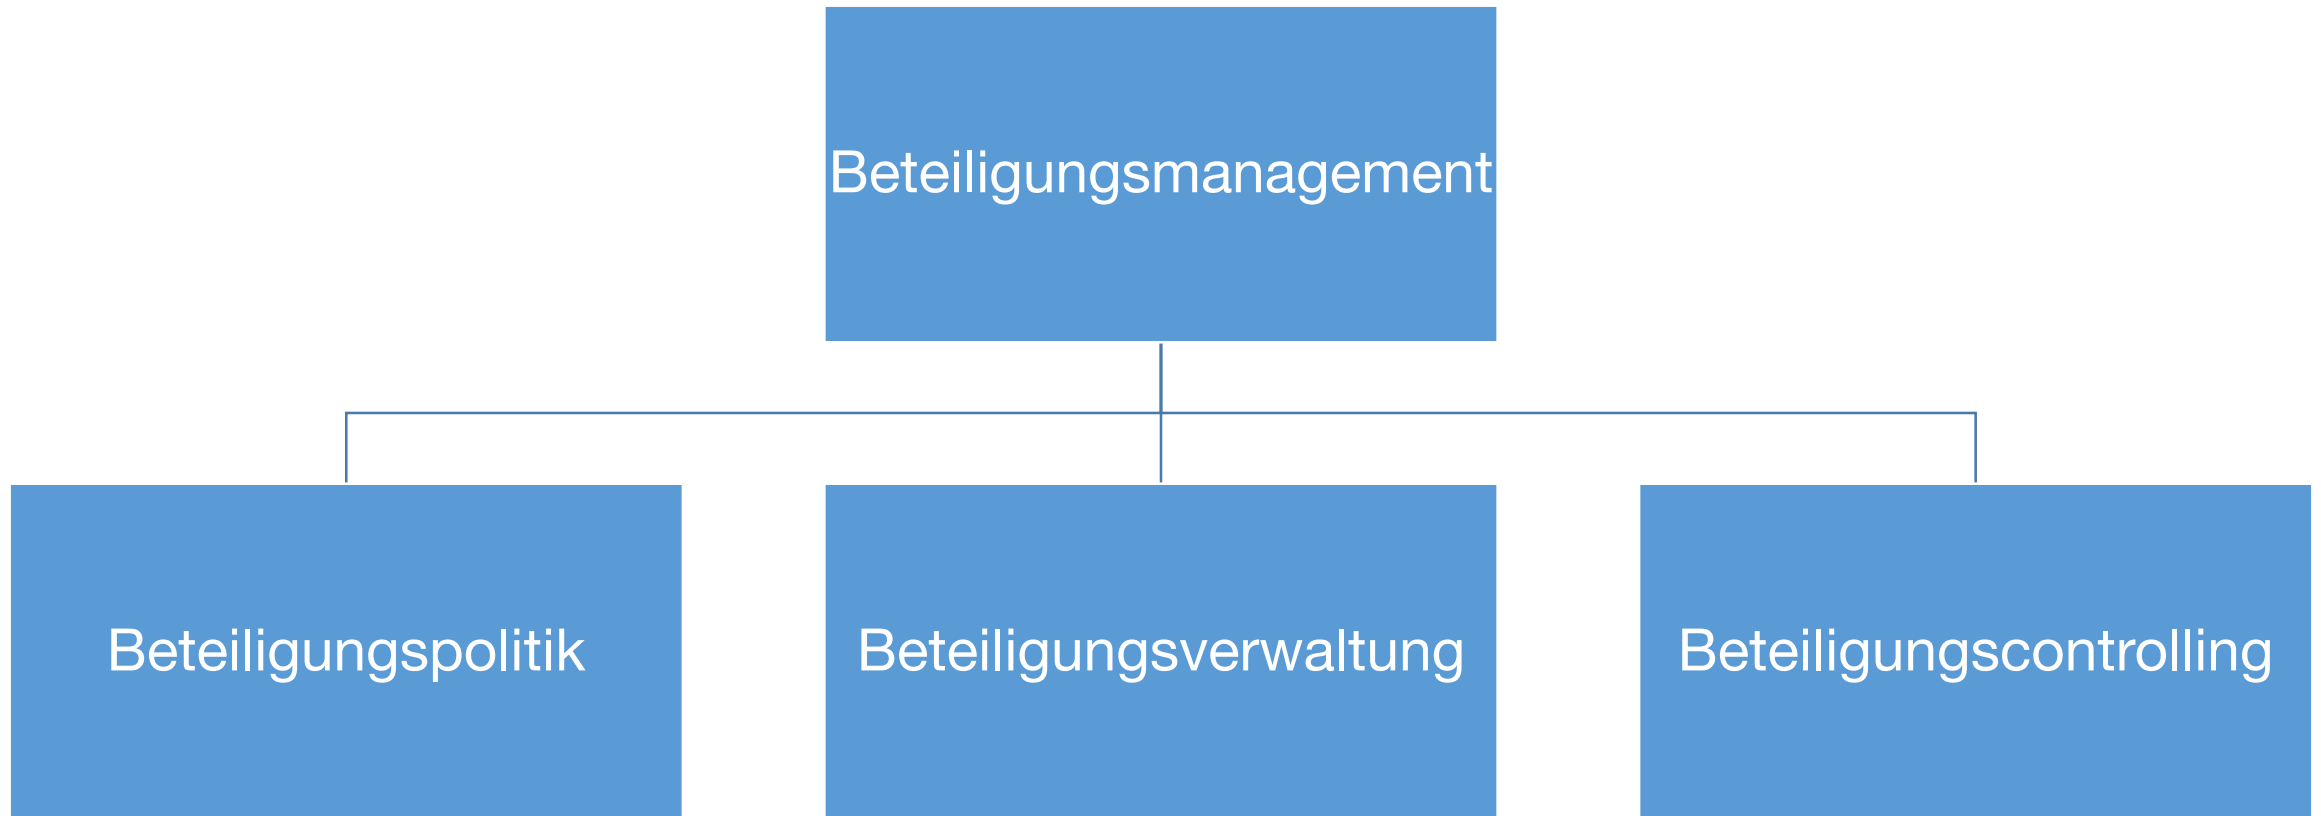 Beteiligungsmanagement
Beteiligungspolitik
Beteiligungsverwaltung
Beteiligungscontrolling